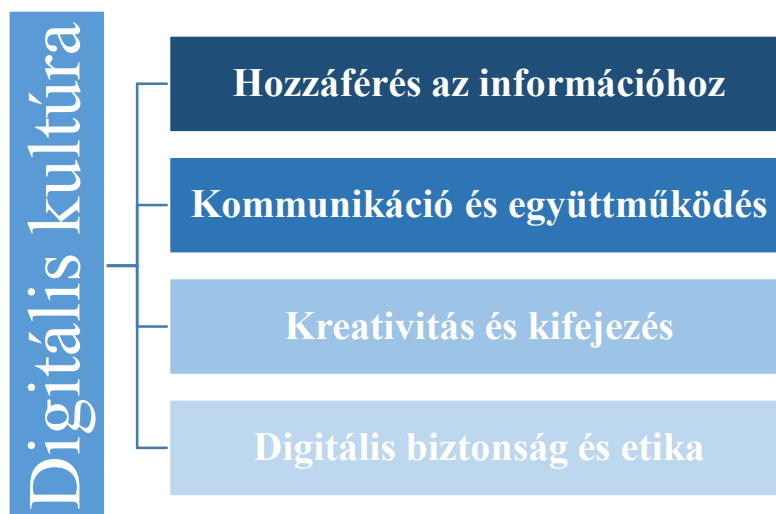 Digitális kultúra
Hozzáférés az információhoz
Kommunikáció és együttműködés
Kreativitás és kifejezés
Digitális biztonság és etika